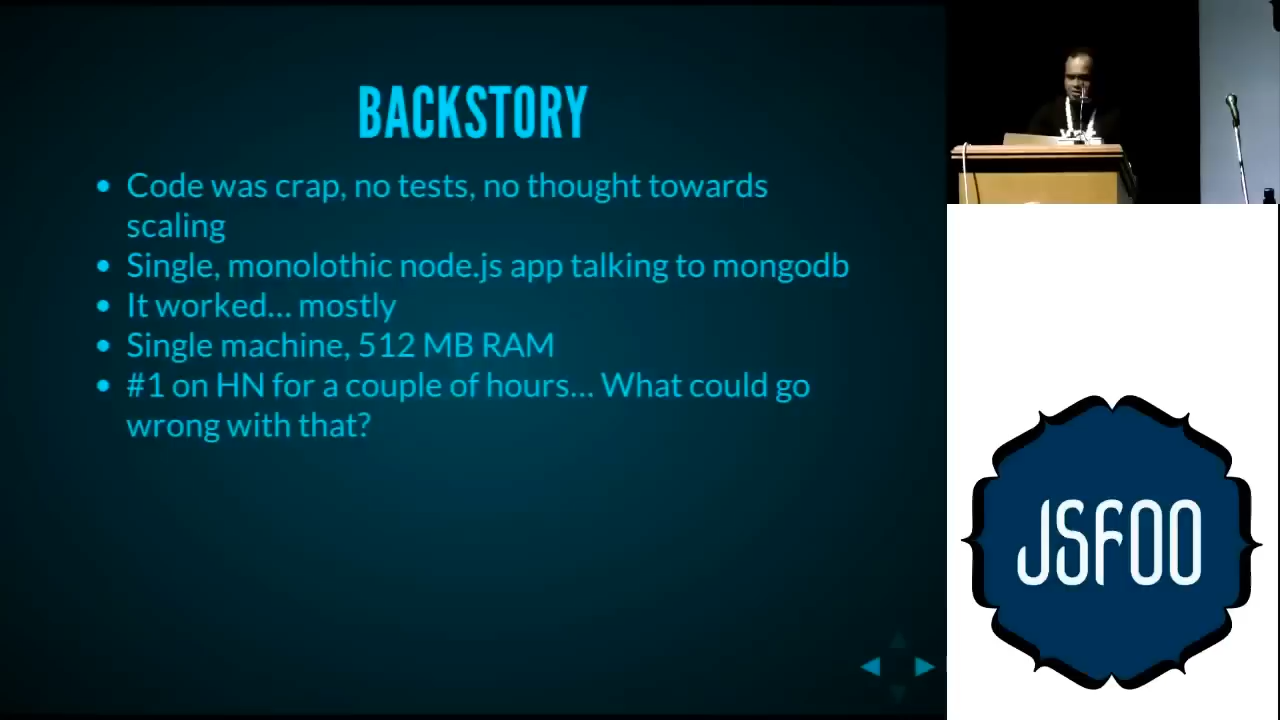 BACKSTORY
Code was crap, no tests, no thought towards
scaling
Single, monolothic node.js app talking to mongodb
It worked... mostly
Single machine, 512 MB RAM
#1 on HN for a couple of hours... What could go
wrong with that?
JSFOO